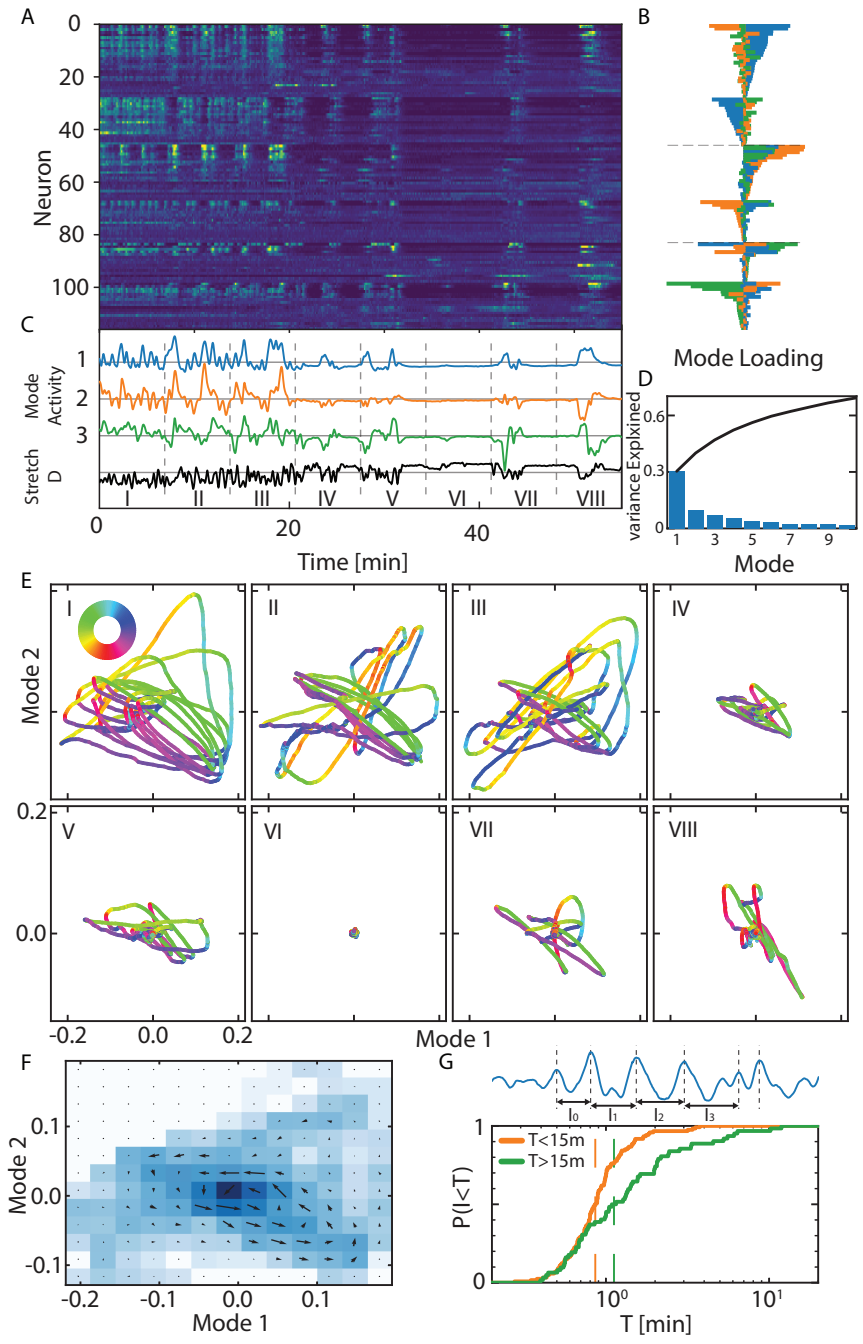 A
B
0
20
40
60
80
100
Neuron
C
1
2
3
Mode
Activity
Stretch
D
I II III IV V VI VII VIII
0 20 40
Time [min]
Mode Loading
D
0.6
0.3
0
variance Explxined
1 3 5 7 9
Mode
E
I II III IV
Mode 2
V VI VII VIII
0.2
0.0
-0.2 0.0 0.2
Mode 1
F
0.1
0.0
-0.1
Mode 2
-0.2 -0.1 0.0 0.1
Mode 1
G
I₀ I₁ I₂ I₃
1
0.5
0
P(I<T)
T<15m
T>15m
10⁰ 10¹
T [min]